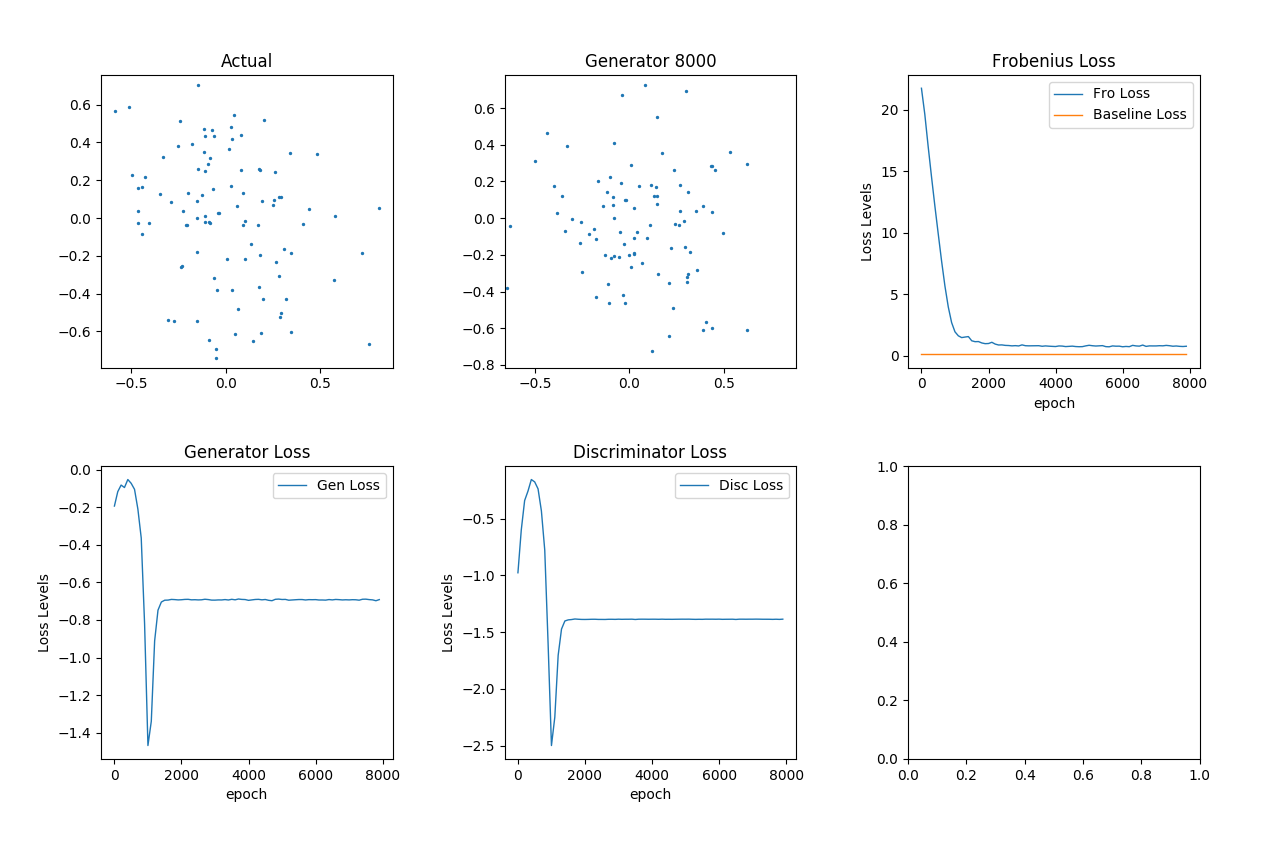 Actual
0.6
0.4
0.2
0.0
−0.2
−0.4
−0.6
−0.5 0.0 0.5
Generator 8000
0.6
0.4
0.2
0.0
−0.2
−0.4
−0.6
−0.8
−0.5 0.0 0.5
Frobenius Loss
Fro Loss
Baseline Loss
Loss Levels
20
15
10
5
0
0 2000 4000 6000 8000
epoch
Generator Loss
Gen Loss
Loss Levels
0.0
−0.2
−0.4
−0.6
−0.8
−1.0
−1.2
−1.4
0 2000 4000 6000 8000
epoch
Discriminator Loss
Disc Loss
Loss Levels
−0.5
−1.0
−1.5
−2.0
−2.5
0 2000 4000 6000 8000
epoch
1.0
0.8
0.6
0.4
0.2
0.0
0.0 0.2 0.4 0.6 0.8 1.0